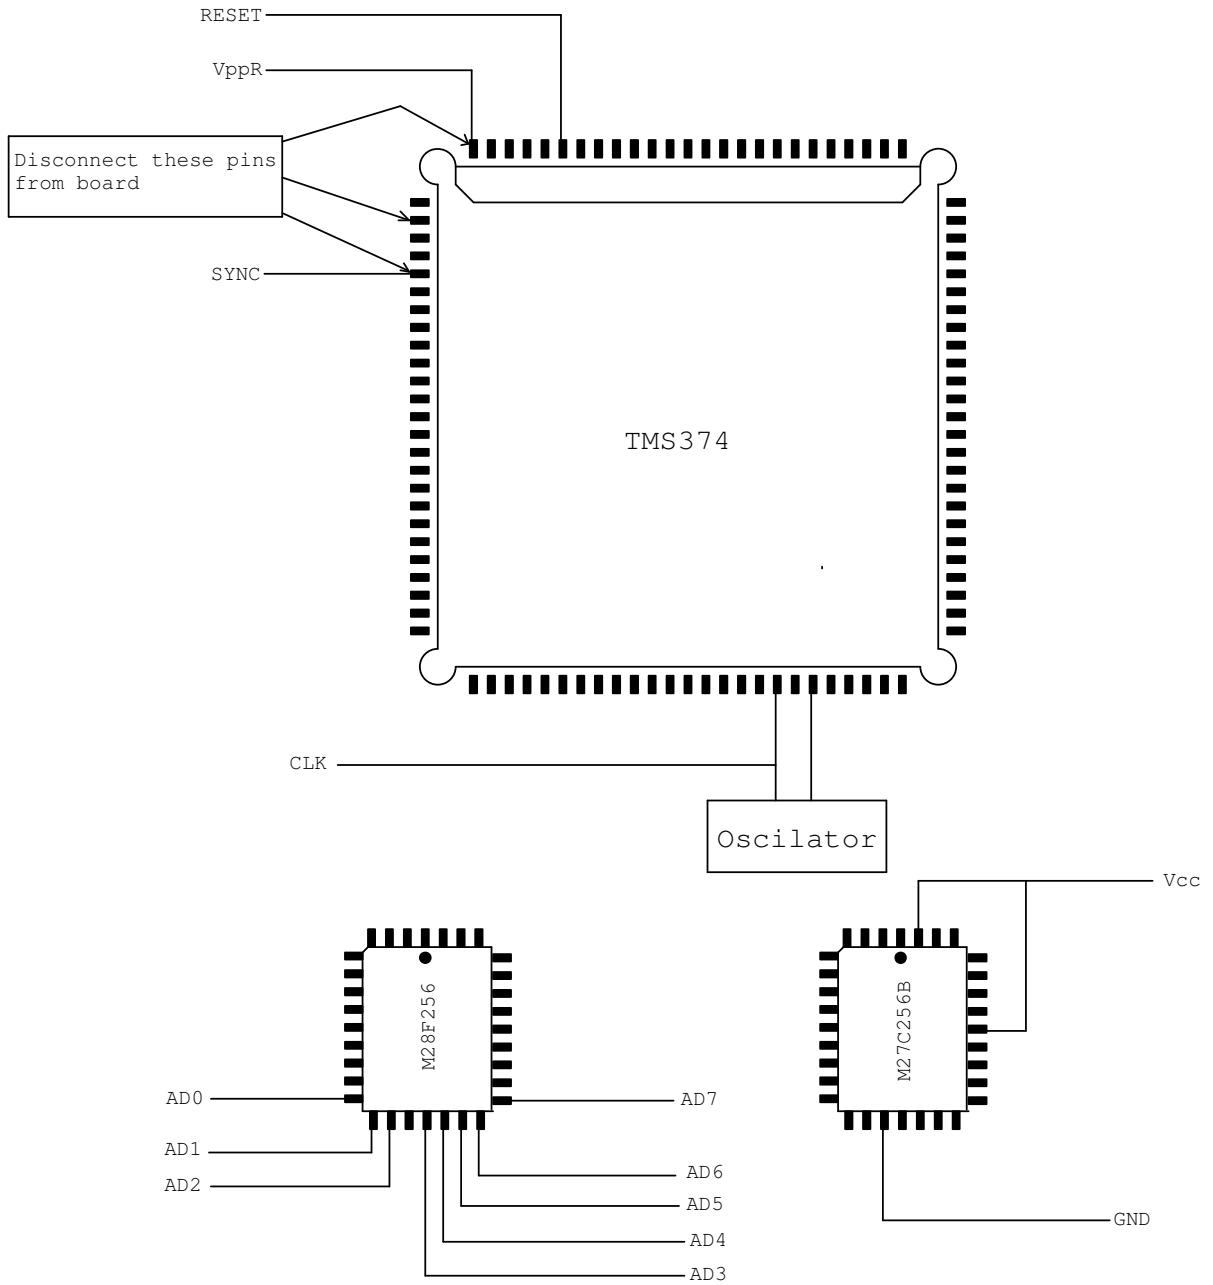 RESET
VppR
Disconnect these pins
from board
SYNC
TMS374
CLK
Oscilator
Vcc
M28F256
M27C256B
AD0
AD7
AD1
AD6
AD2
AD5
GND
AD4
AD3